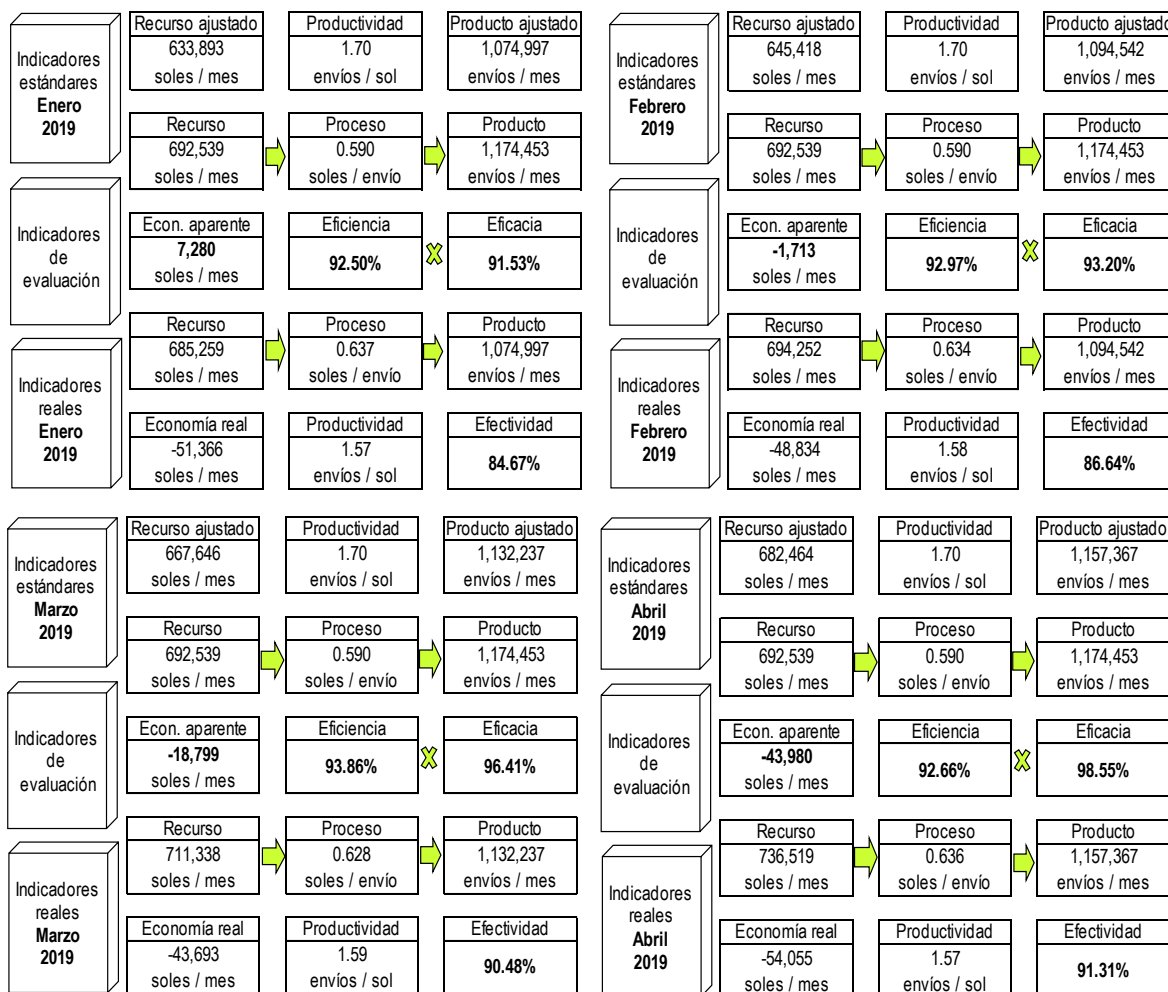 Indicadores
estándares
Enero
2019
Recurso ajustado
633,893
soles / mes
Productividad
1.70
envíos / sol
Producto ajustado
1,074,997
envíos / mes
Recurso
692,539
soles / mes
Proceso
0.590
soles / envío
Producto
1,174,453
envíos / mes
Indicadores
de
evaluación
Econ. aparente
7,280
soles / mes
Eficiencia
92.50%
X
Eficacia
91.53%
Indicadores
reales
Enero
2019
Recurso
685,259
soles / mes
Proceso
0.637
soles / envío
Producto
1,074,997
envíos / mes
Economía real
-51,366
soles / mes
Productividad
1.57
envíos / sol
Efectividad
84.67%
Indicadores
estándares
Febrero
2019
Recurso ajustado
645,418
soles / mes
Productividad
1.70
envíos / sol
Producto ajustado
1,094,542
envíos / mes
Recurso
692,539
soles / mes
Proceso
0.590
soles / envío
Producto
1,174,453
envíos / mes
Indicadores
de
evaluación
Econ. aparente
-1,713
soles / mes
Eficiencia
92.97%
X
Eficacia
93.20%
Indicadores
reales
Febrero
2019
Recurso
694,252
soles / mes
Proceso
0.634
soles / envío
Producto
1,094,542
envíos / mes
Economía real
-48,834
soles / mes
Productividad
1.58
envíos / sol
Efectividad
86.64%
Indicadores
estándares
Marzo
2019
Recurso ajustado
667,646
soles / mes
Productividad
1.70
envíos / sol
Producto ajustado
1,132,237
envíos / mes
Recurso
692,539
soles / mes
Proceso
0.590
soles / envío
Producto
1,174,453
envíos / mes
Indicadores
de
evaluación
Econ. aparente
-18,799
soles / mes
Eficiencia
93.86%
X
Eficacia
96.41%
Indicadores
reales
Marzo
2019
Recurso
711,338
soles / mes
Proceso
0.628
soles / envío
Producto
1,132,237
envíos / mes
Economía real
-43,693
soles / mes
Productividad
1.59
envíos / sol
Efectividad
90.48%
Indicadores
estándares
Abril
2019
Recurso ajustado
682,464
soles / mes
Productividad
1.70
envíos / sol
Producto ajustado
1,157,367
envíos / mes
Recurso
692,539
soles / mes
Proceso
0.590
soles / envío
Producto
1,174,453
envíos / mes
Indicadores
de
evaluación
Econ. aparente
-43,980
soles / mes
Eficiencia
92.66%
X
Eficacia
98.55%
Indicadores
reales
Abril
2019
Recurso
736,519
soles / mes
Proceso
0.636
soles / envío
Producto
1,157,367
envíos / mes
Economía real
-54,055
soles / mes
Productividad
1.57
envíos / sol
Efectividad
91.31%